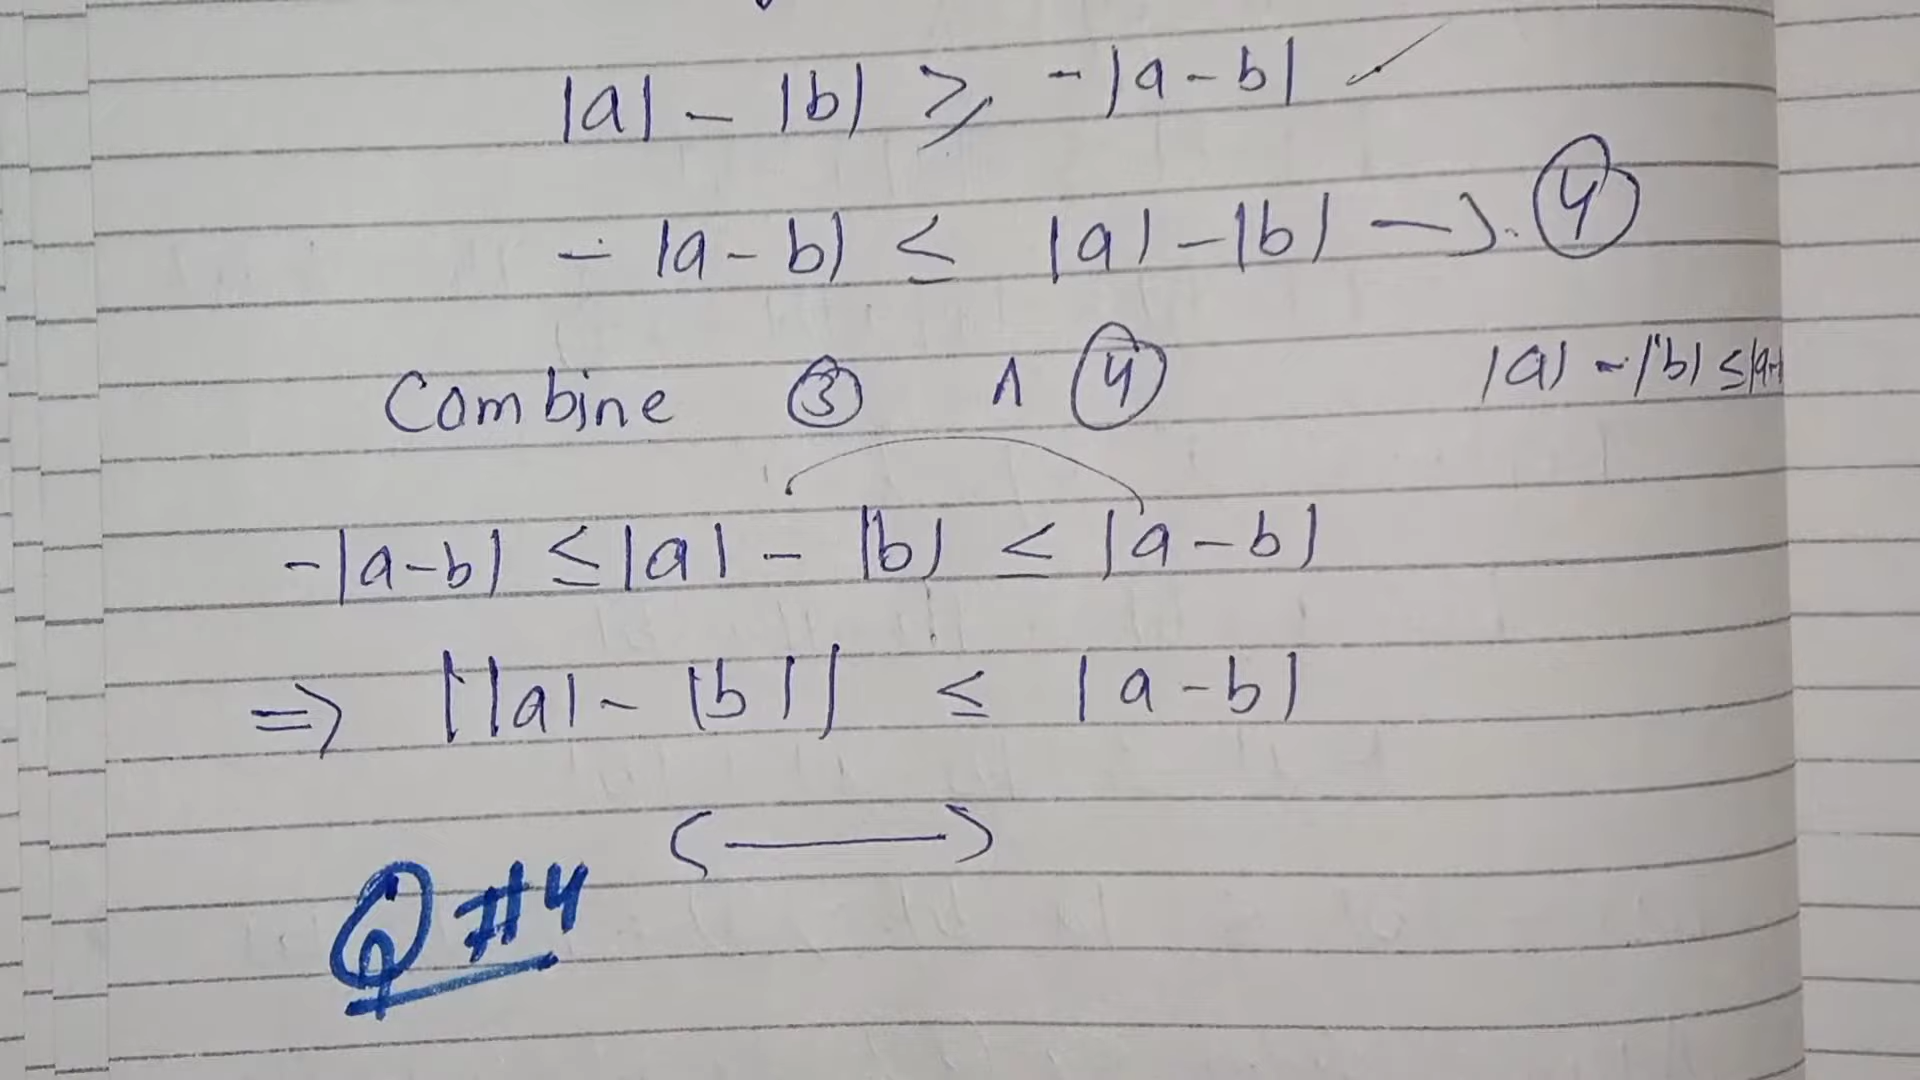 |a| - |b| ≥ -|a - b|
- |a - b| ≤ |a| - |b| → ④
Combine ③ ∧ ④
|a| - |b| ≤ |a-
-|a-b| ≤ |a| - |b| ≤ |a - b|
⇒ ||a| - |b|| ≤ |a - b|
Q#4